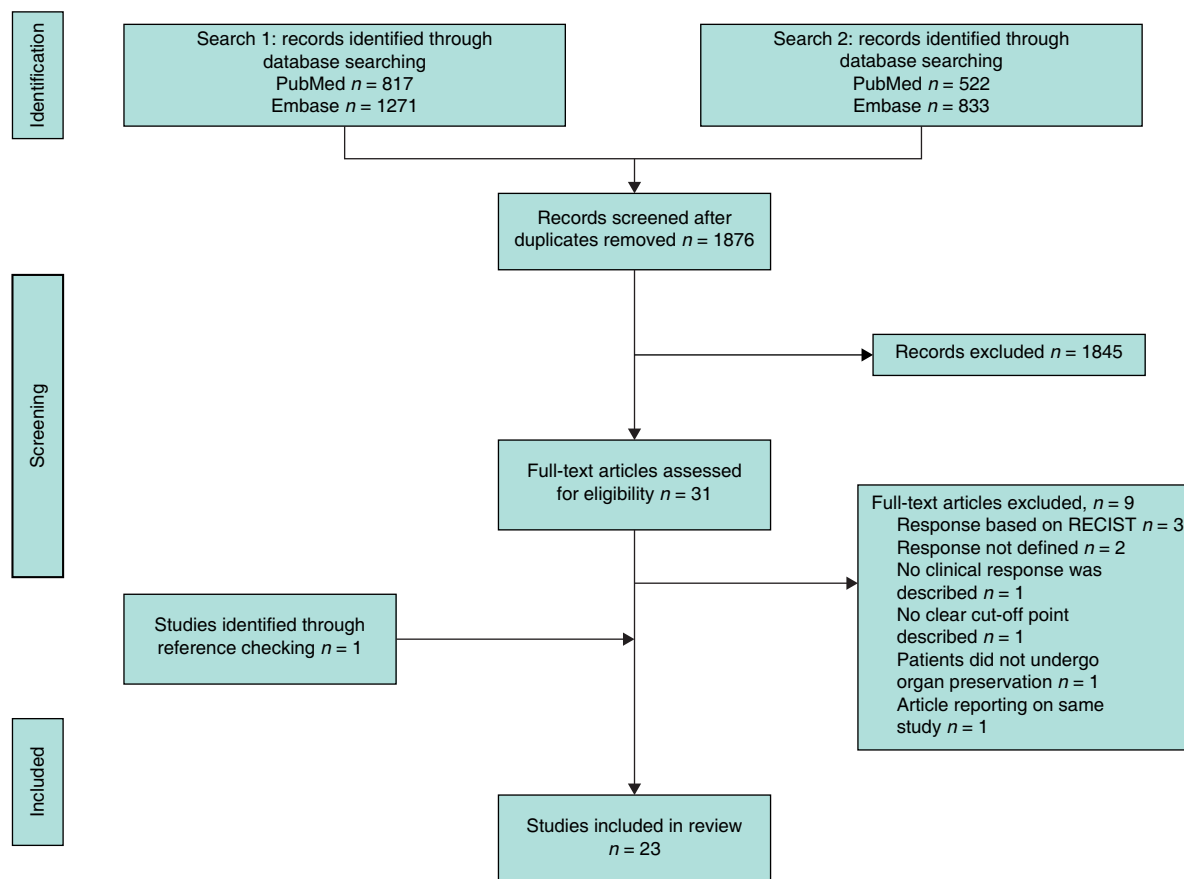 Identification
Search 1: records identified through
database searching
PubMed n = 817
Embase n = 1271
Search 2: records identified through
database searching
PubMed n = 522
Embase n = 833
Records screened after
duplicates removed n = 1876
Screening
Records excluded n = 1845
Full-text articles assessed
for eligibility n = 31
Full-text articles excluded, n = 9
Response based on RECIST n = 3
Response not defined n = 2
No clinical response was
described n = 1
No clear cut-off point
described n = 1
Patients did not undergo
organ preservation n = 1
Article reporting on same
study n = 1
Studies identified through
reference checking n = 1
Included
Studies included in review
n = 23